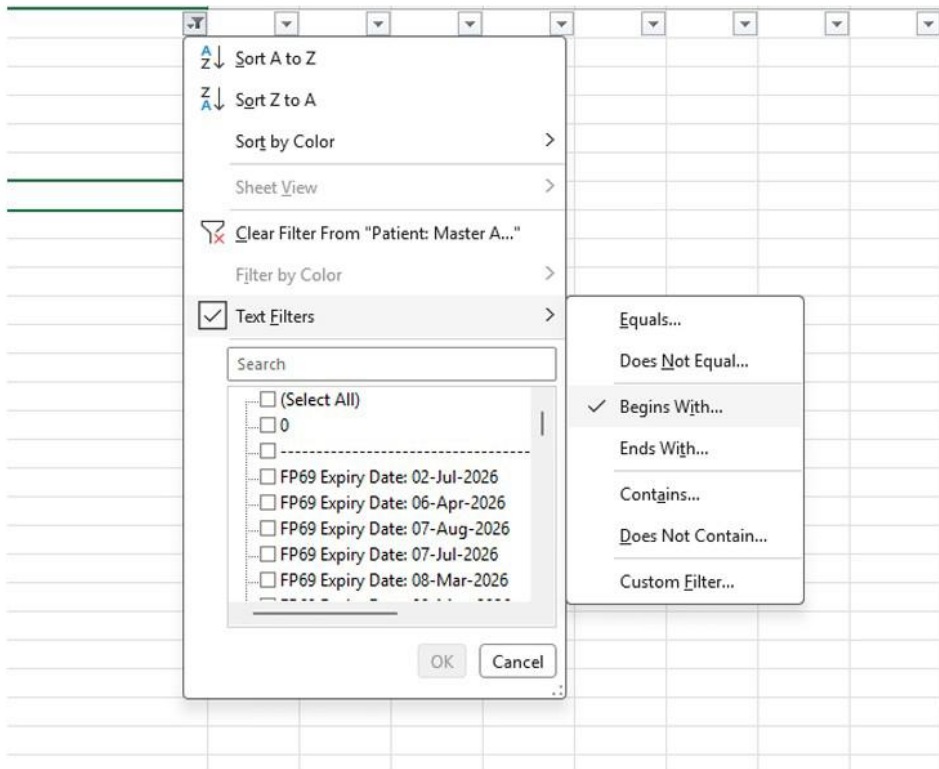 Sort A to Z
Sort Z to A
Sort by Color
Sheet View
Clear Filter From "Patient: Master A..."
Filter by Color
Text Filters
Search
(Select All)
0
----------------------------------
FP69 Expiry Date: 02-Jul-2026
FP69 Expiry Date: 06-Apr-2026
FP69 Expiry Date: 07-Aug-2026
FP69 Expiry Date: 07-Jul-2026
FP69 Expiry Date: 08-Mar-2026
OK
Cancel
Equals...
Does Not Equal...
Begins With...
Ends With...
Contains...
Does Not Contain...
Custom Filter...